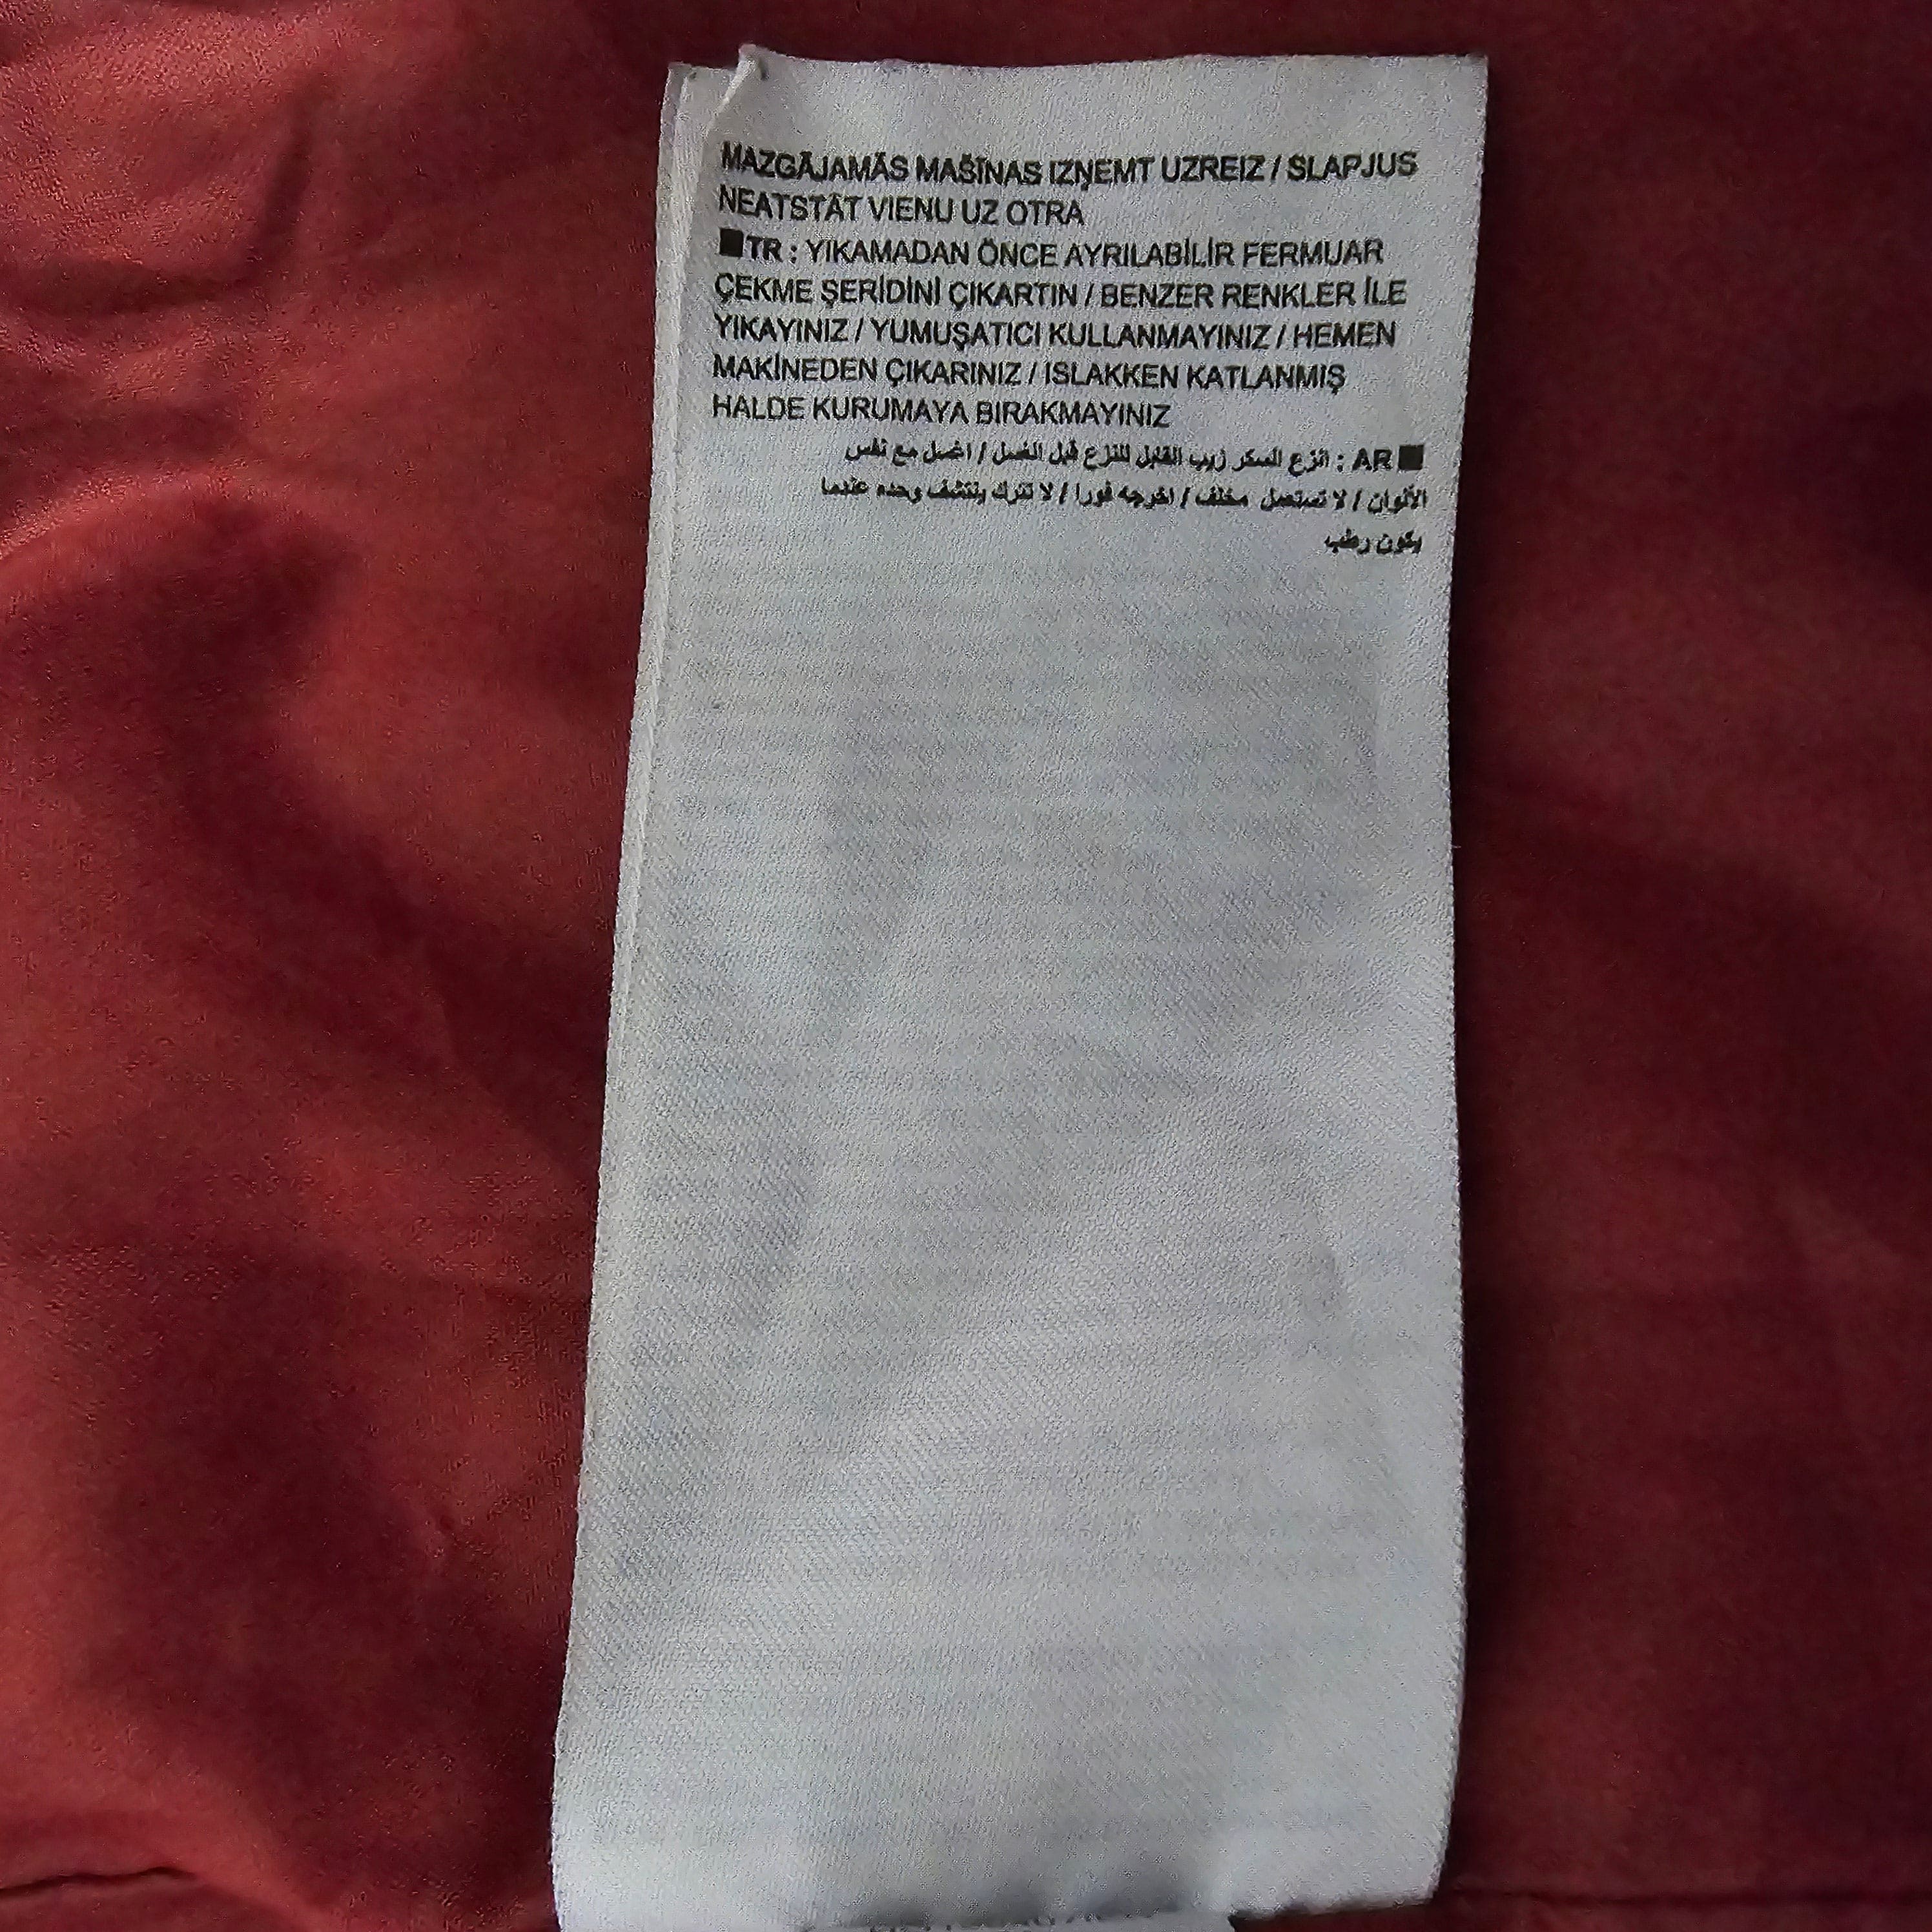 MAZGĀJAMĀS MAŠĪNAS IZŅEMT UZREIZ / SLAPJUS
NEATSTĀT VIENU UZ OTRA
■TR : YIKAMADAN ÖNCE AYRILABİLİR FERMUAR
ÇEKME ŞERİDİNİ ÇIKARTIN / BENZER RENKLER İLE
YIKAYINIZ / YUMUŞATICI KULLANMAYINIZ / HEMEN
MAKİNEDEN ÇIKARINIZ / ISLAKKEN KATLANMIŞ
HALDE KURUMAYA BIRAKMAYINIZ
■ AR : انزع السكر زيب القابل للنزع قبل الغسل / اغسل مع نفس
الألوان / لا تستعمل مخلف / اخرجه فورا / لا تترك ينتشف وحده عندما
يكون رطب